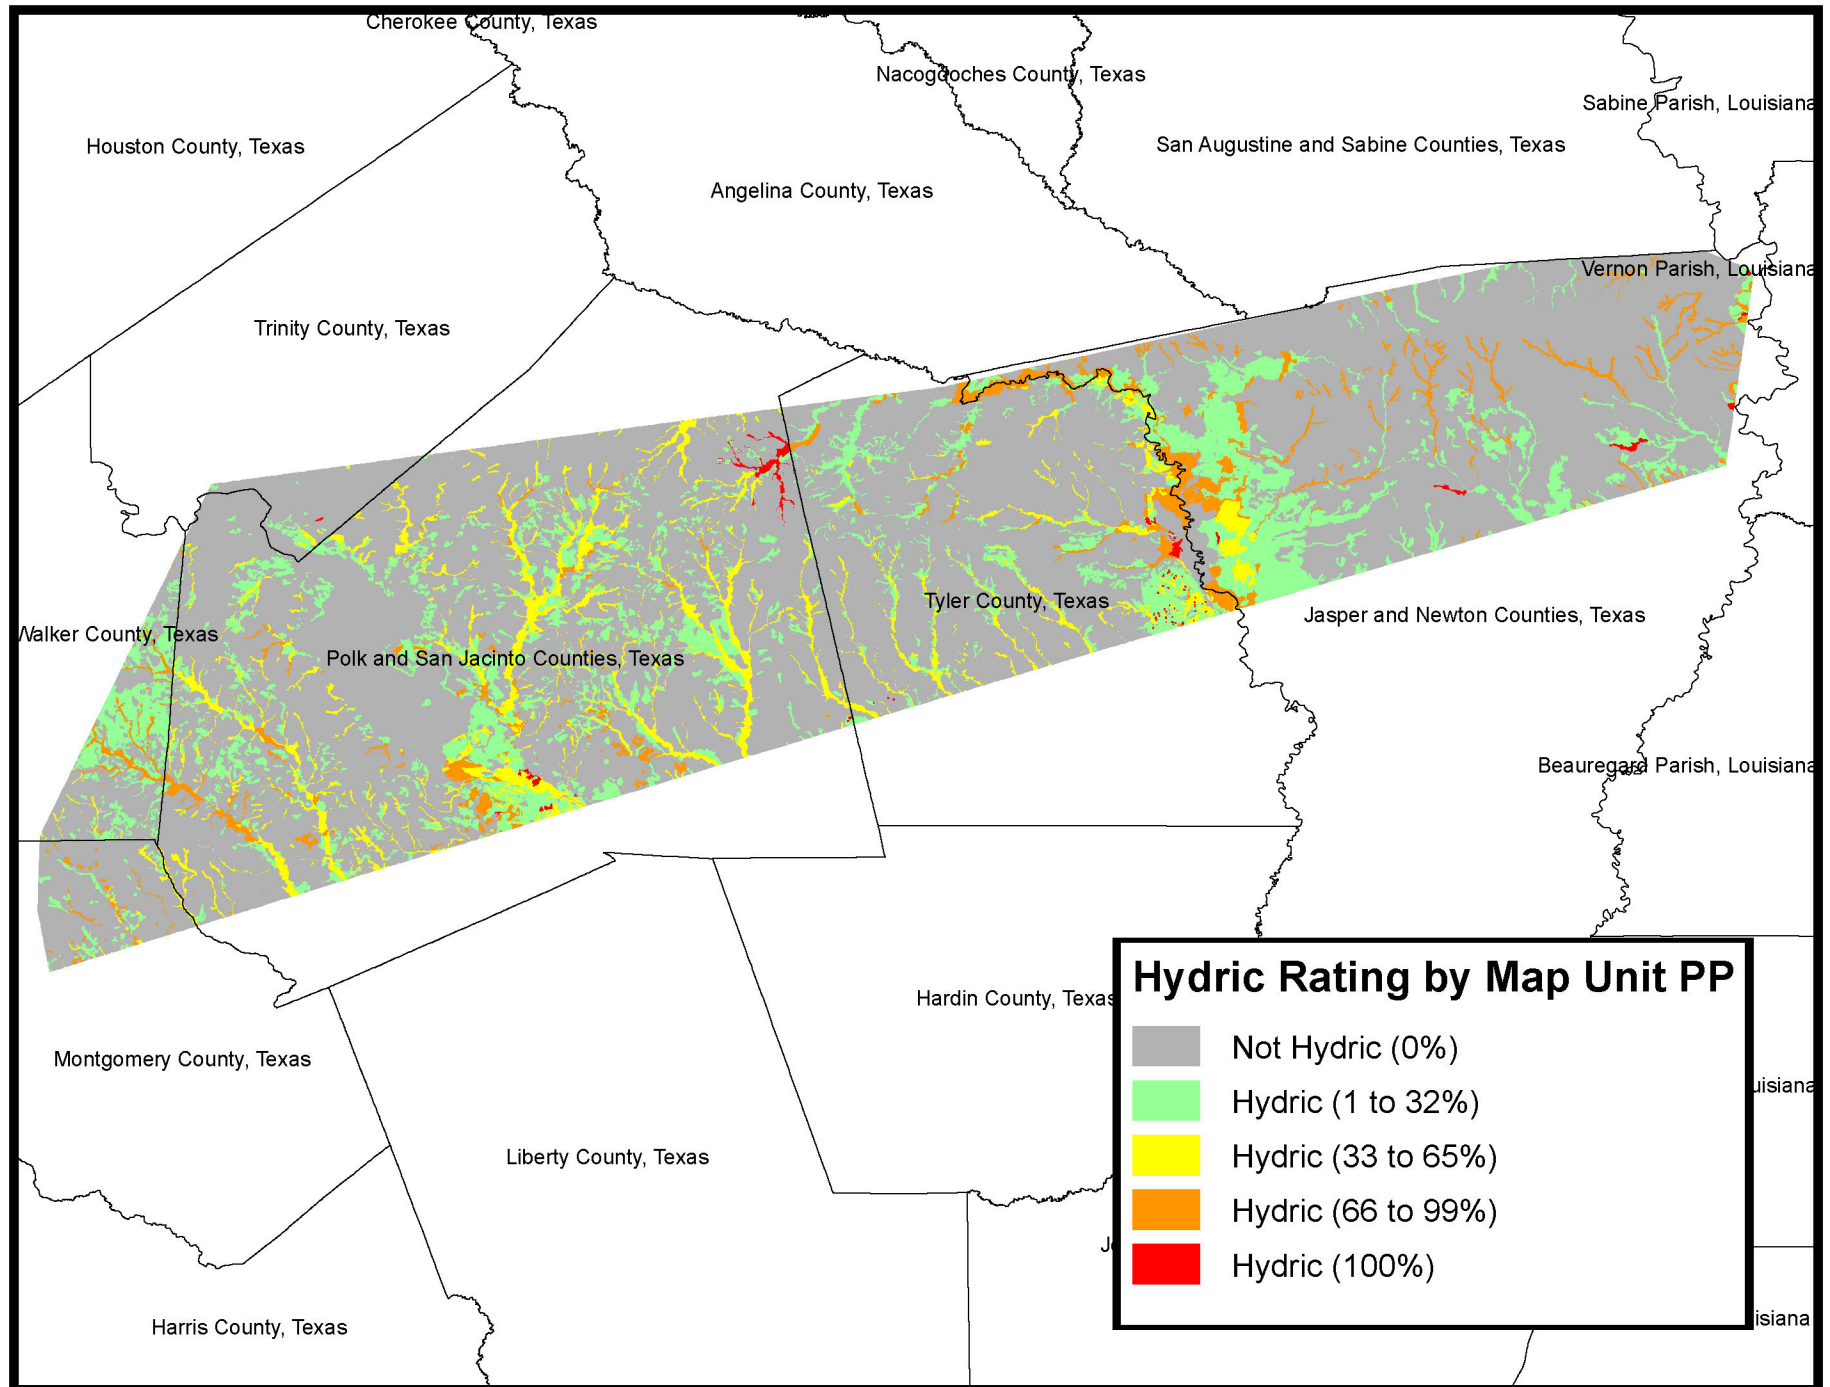 Cherokee County, Texas
Nacogdoches County, Texas
Sabine Parish, Louisiana
Houston County, Texas
San Augustine and Sabine Counties, Texas
Angelina County, Texas
Vernon Parish, Louisiana
Trinity County, Texas
Tyler County, Texas
Jasper and Newton Counties, Texas
Walker County, Texas
Polk and San Jacinto Counties, Texas
Beauregard Parish, Louisiana
Hydric Rating by Map Unit PP
Hardin County, Texas
Not Hydric (0%)
Montgomery County, Texas
uisiana
Hydric (1 to 32%)
Liberty County, Texas
Hydric (33 to 65%)
Hydric (66 to 99%)
Hydric (100%)
Harris County, Texas
isiana